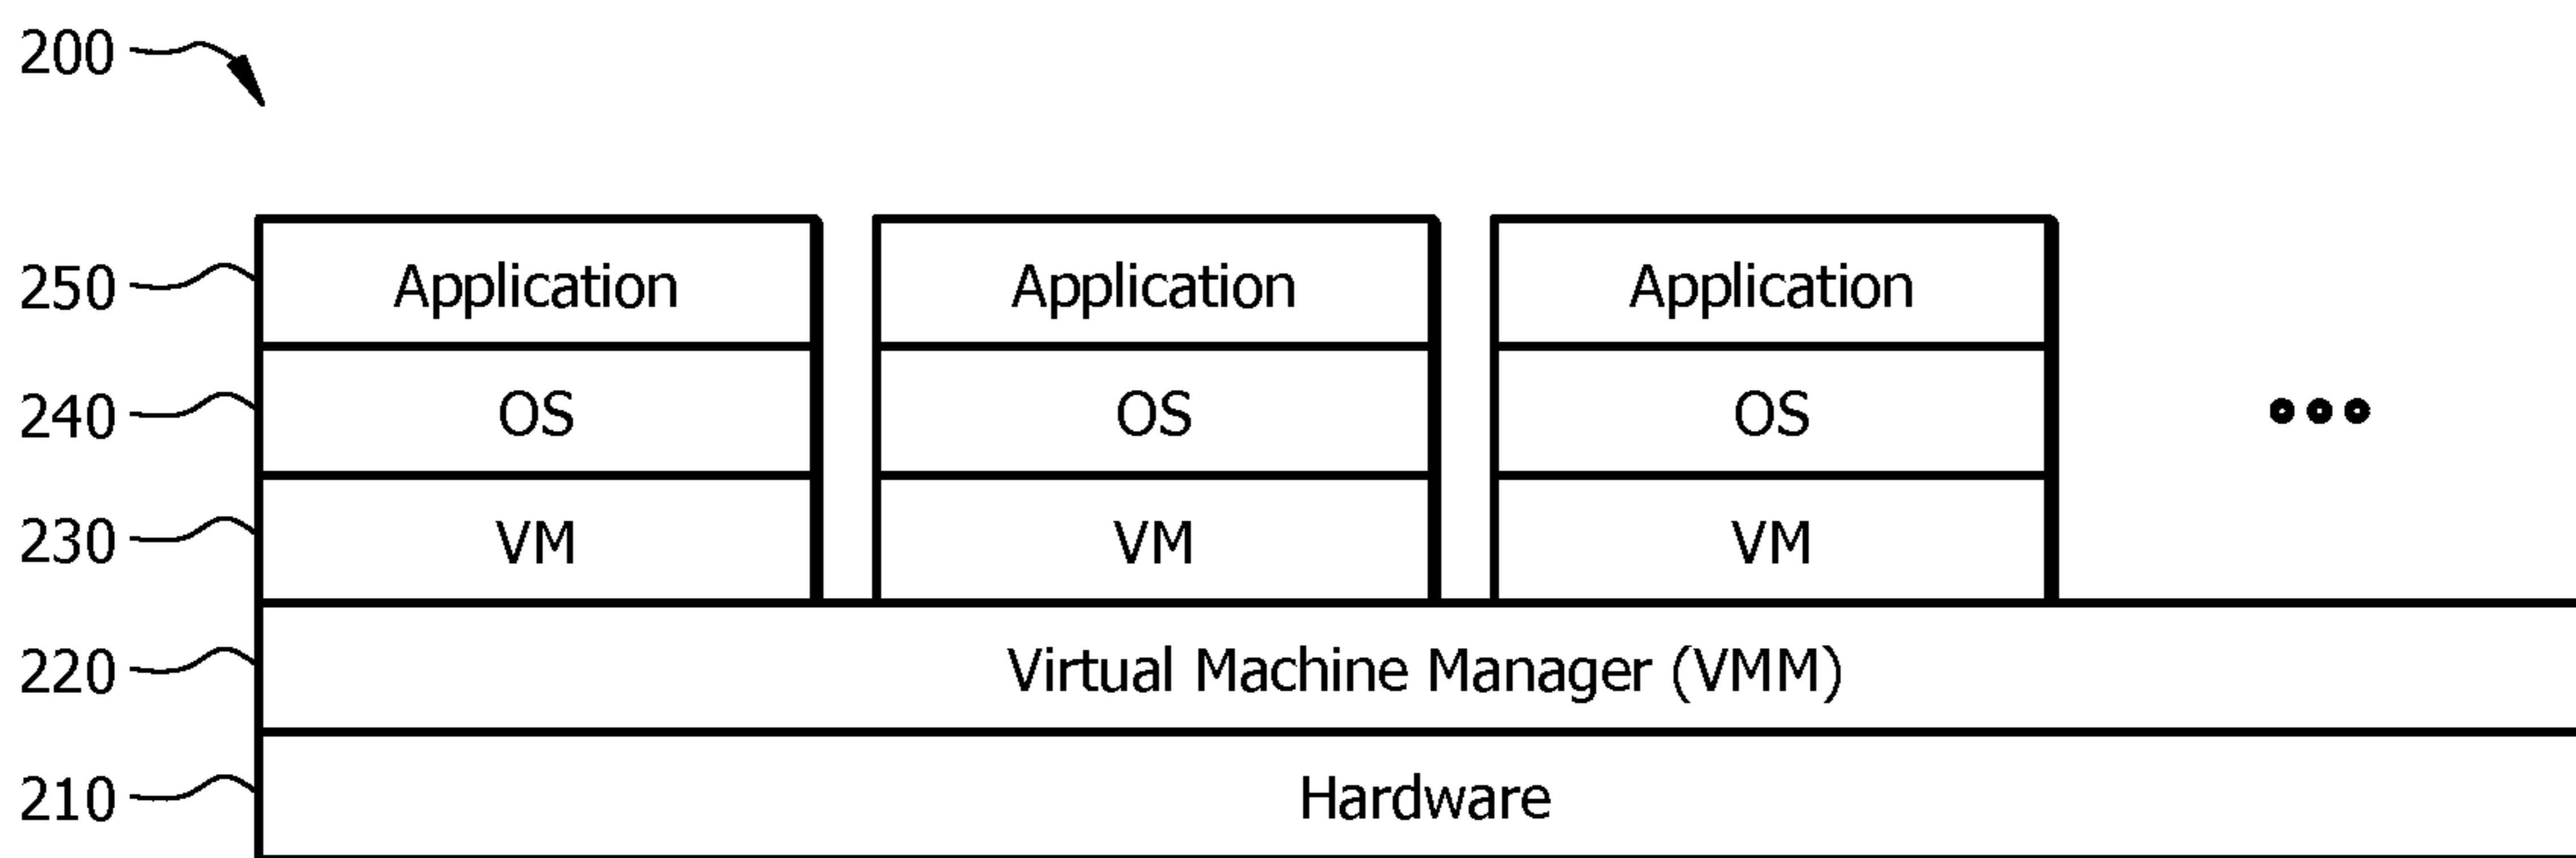 200
250 Application Application Application
240 OS OS OS
230 VM VM VM
220 Virtual Machine Manager (VMM)
210 Hardware